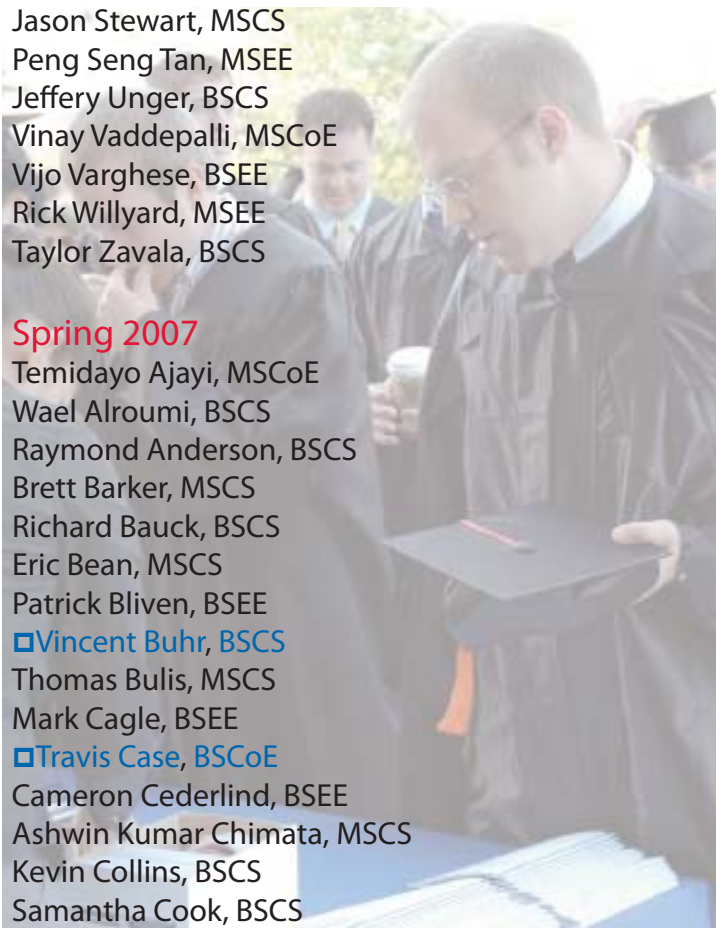 Jason Stewart, MSCS
Peng Seng Tan, MSEE
Jeffery Unger, BSCS
Vinay Vaddepalli, MSCoE
Vijo Varghese, BSEE
Rick Willyard, MSEE
Taylor Zavala, BSCS
Spring 2007
Temidayo Ajayi, MSCoE
Wael Alroumi, BSCS
Raymond Anderson, BSCS
Brett Barker, MSCS
Richard Bauck, BSCS
Eric Bean, MSCS
Patrick Bliven, BSEE
Vincent Buhr, BSCS
Thomas Bulis, MSCS
Mark Cagle, BSEE
Travis Case, BSCoE
Cameron Cederlind, BSEE
Ashwin Kumar Chimata, MSCS
Kevin Collins, BSCS
Samantha Cook, BSCS